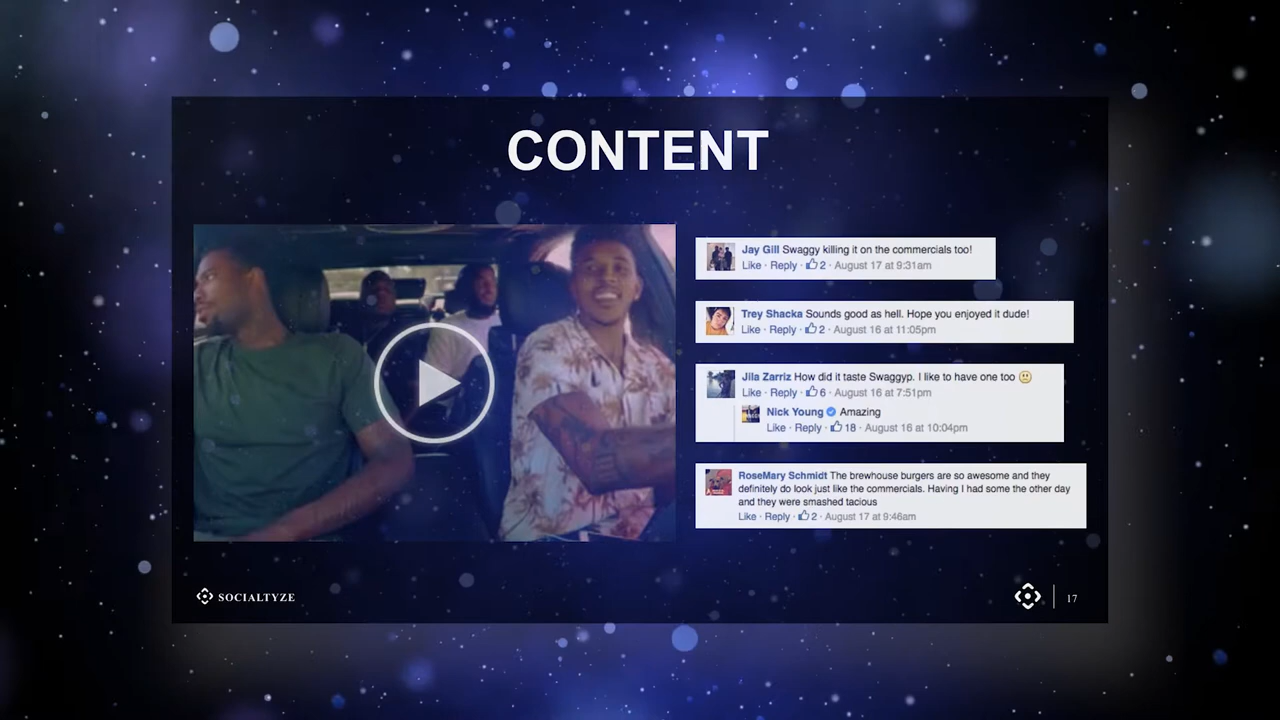 CONTENT
Jay Gill Swaggy killing it on the commercials too!
Like · Reply · 2 · August 17 at 9:31am
Trey Shacka Sounds good as hell. Hope you enjoyed it dude!
Like · Reply · 2 · August 16 at 11:05pm
Jila Zarriz How did it taste Swaggyp. I like to have one too
Like · Reply · 6 · August 16 at 7:51pm
Nick Young Amazing
Like · Reply · 18 · August 16 at 10:04pm
RoseMary Schmidt The brewhouse burgers are so awesome and they
definitely do look just like the commercials. Having I had some the other day
and they were smashed tacious
Like · Reply · 2 · August 17 at 9:46am
SOCIALTYZE
17